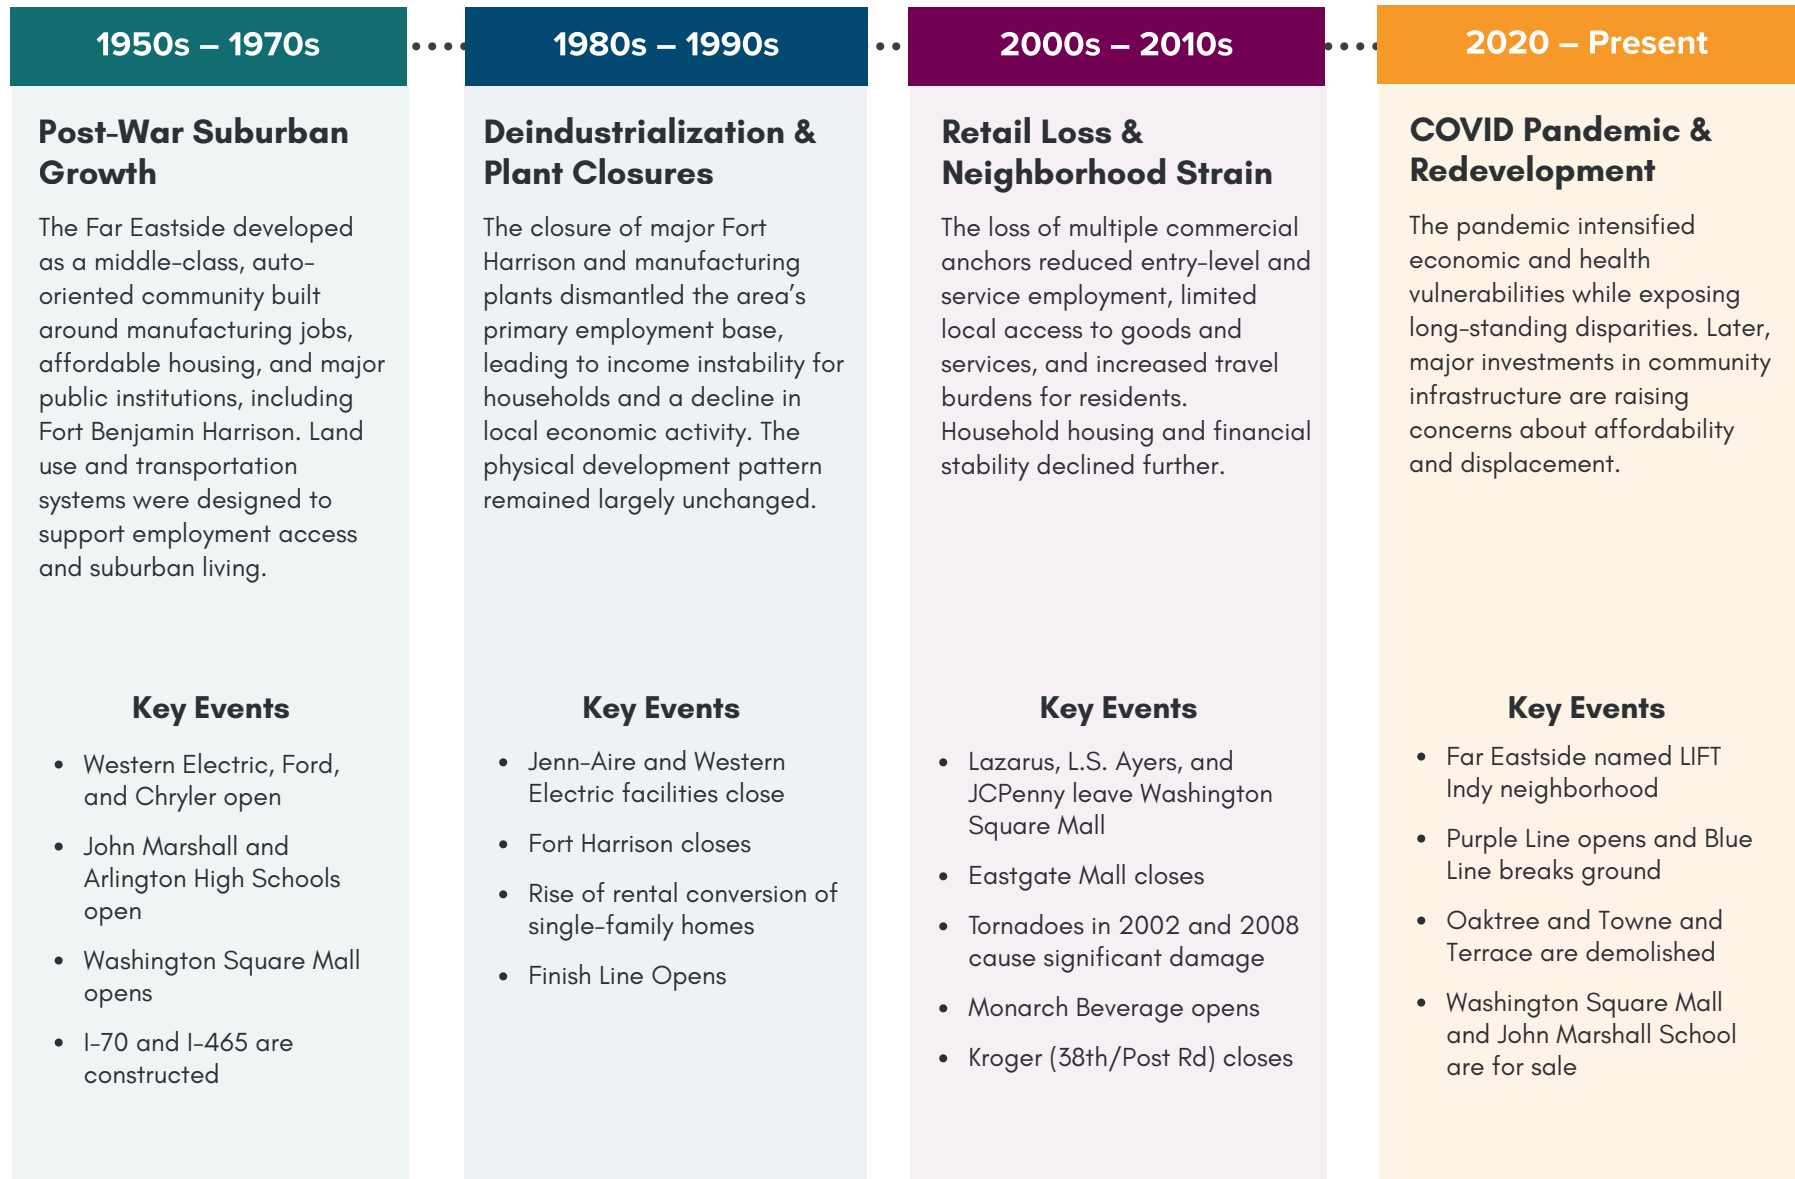 1950s – 1970s
Post-War Suburban
Growth
The Far Eastside developed
as a middle-class, auto-
oriented community built
around manufacturing jobs,
affordable housing, and major
public institutions, including
Fort Benjamin Harrison. Land
use and transportation
systems were designed to
support employment access
and suburban living.
Key Events
• Western Electric, Ford,
and Chryler open
• John Marshall and
Arlington High Schools
open
• Washington Square Mall
opens
• I-70 and I-465 are
constructed
1980s – 1990s
Deindustrialization &
Plant Closures
The closure of major Fort
Harrison and manufacturing
plants dismantled the area's
primary employment base,
leading to income instability for
households and a decline in
local economic activity. The
physical development pattern
remained largely unchanged.
Key Events
• Jenn-Aire and Western
Electric facilities close
• Fort Harrison closes
• Rise of rental conversion of
single-family homes
• Finish Line Opens
2000s – 2010s
Retail Loss &
Neighborhood Strain
The loss of multiple commercial
anchors reduced entry-level and
service employment, limited
local access to goods and
services, and increased travel
burdens for residents.
Household housing and financial
stability declined further.
Key Events
• Lazarus, L.S. Ayers, and
JCPenny leave Washington
Square Mall
• Eastgate Mall closes
• Tornadoes in 2002 and 2008
cause significant damage
• Monarch Beverage opens
• Kroger (38th/Post Rd) closes
2020 – Present
COVID Pandemic &
Redevelopment
The pandemic intensified
economic and health
vulnerabilities while exposing
long-standing disparities. Later,
major investments in community
infrastructure are raising
concerns about affordability
and displacement.
Key Events
• Far Eastside named LIFT
Indy neighborhood
• Purple Line opens and Blue
Line breaks ground
• Oaktree and Towne and
Terrace are demolished
• Washington Square Mall
and John Marshall School
are for sale